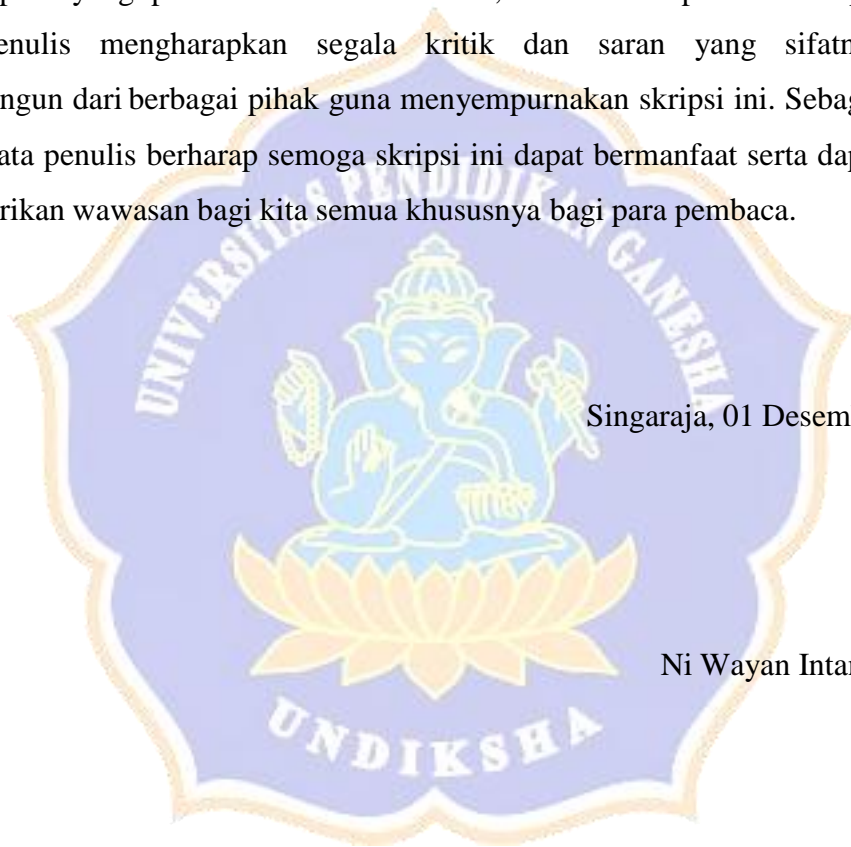 penulis mengharapkan segala kritik dan saran yang sifatn
ngun dari berbagai pihak guna menyempurnakan skripsi ini. Sebag
ata penulis berharap semoga skripsi ini dapat bermanfaat serta dap
rikan wawasan bagi kita semua khususnya bagi para pembaca.
UNIVERSITAS PENDIDIKAN GANESHA
Singaraja, 01 Desem
Ni Wayan Intan
UNDIKSHA